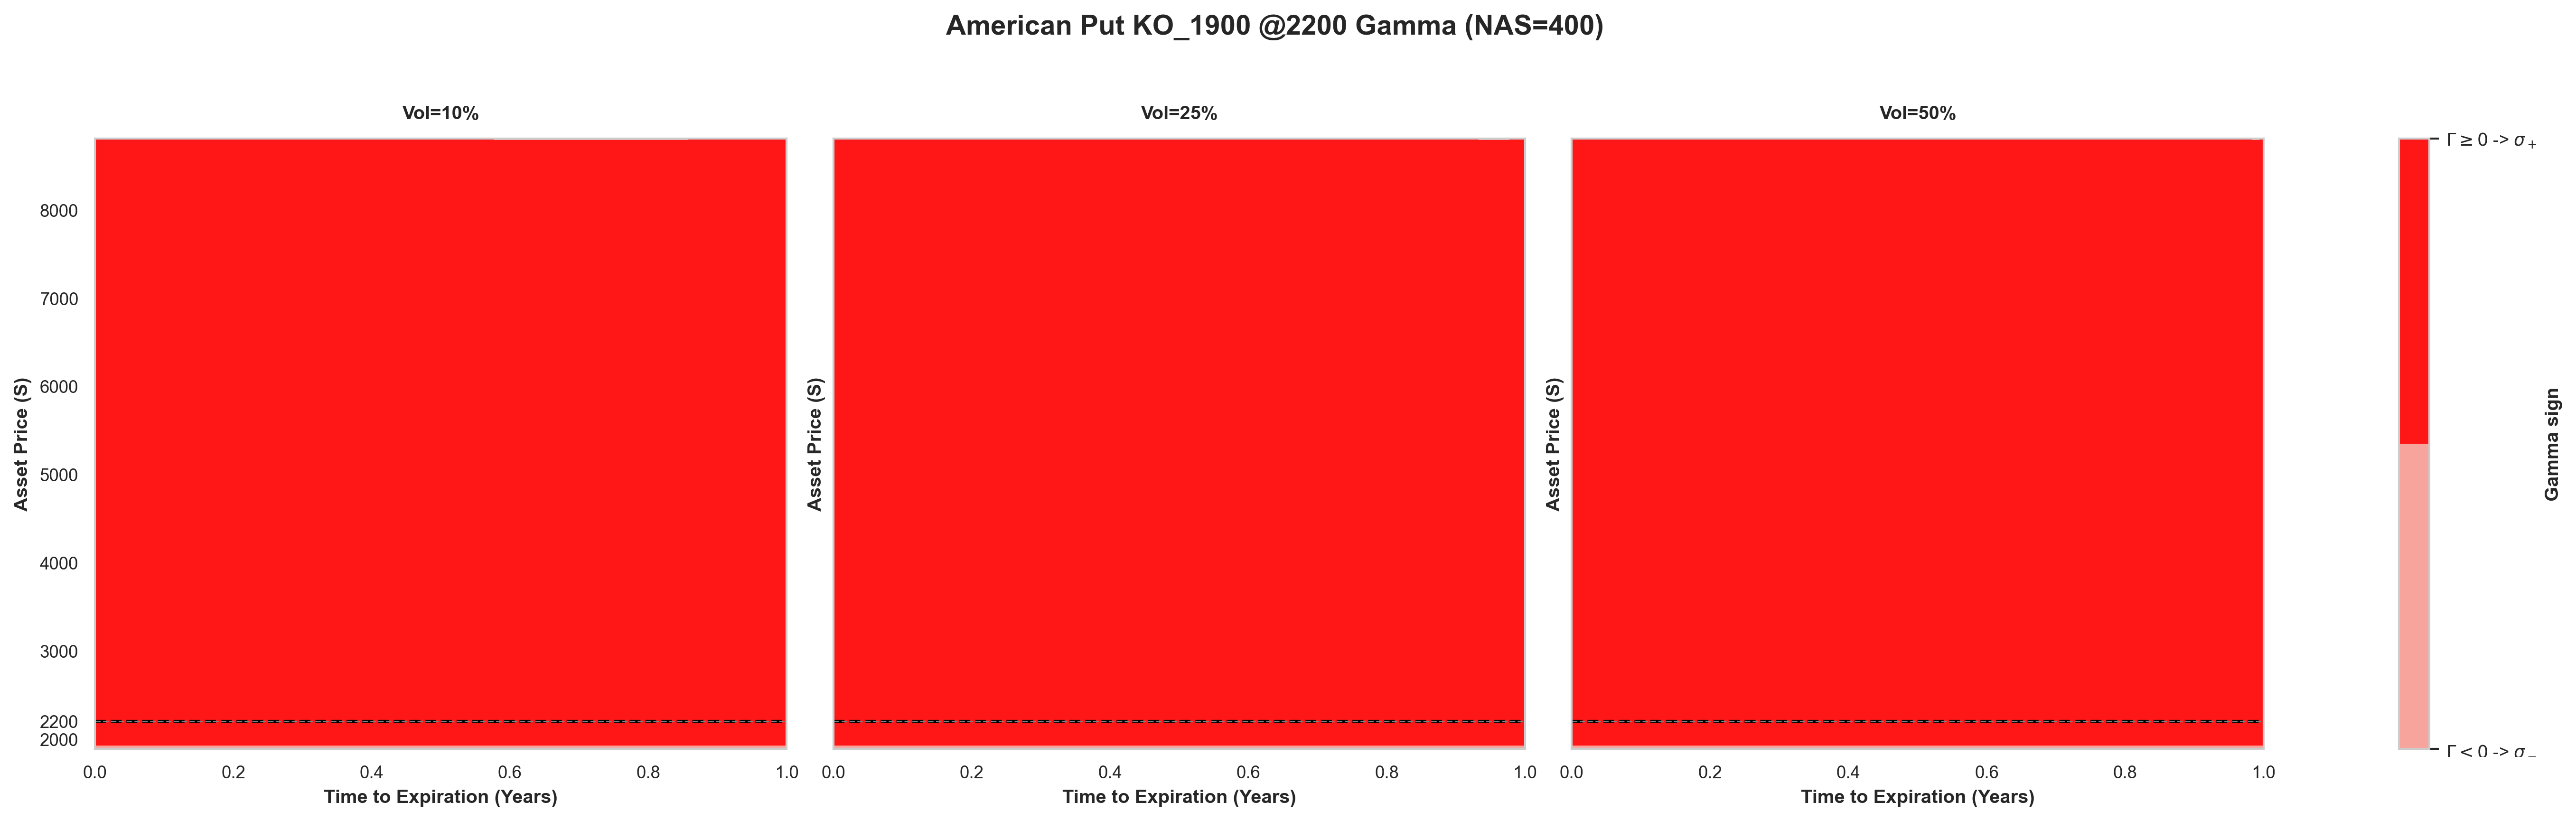 American Put KO_1900 @2200 Gamma (NAS=400)
Vol=10%
Vol=25%
Vol=50%
Asset Price (S)
8000
7000
6000
5000
4000
3000
2200
2000
0.0 0.2 0.4 0.6 0.8 1.0
Time to Expiration (Years)
Asset Price (S)
0.0 0.2 0.4 0.6 0.8 1.0
Time to Expiration (Years)
Asset Price (S)
0.0 0.2 0.4 0.6 0.8 1.0
Time to Expiration (Years)
Γ ≥ 0 -> σ₊
Γ < 0 -> σ₋
Gamma sign